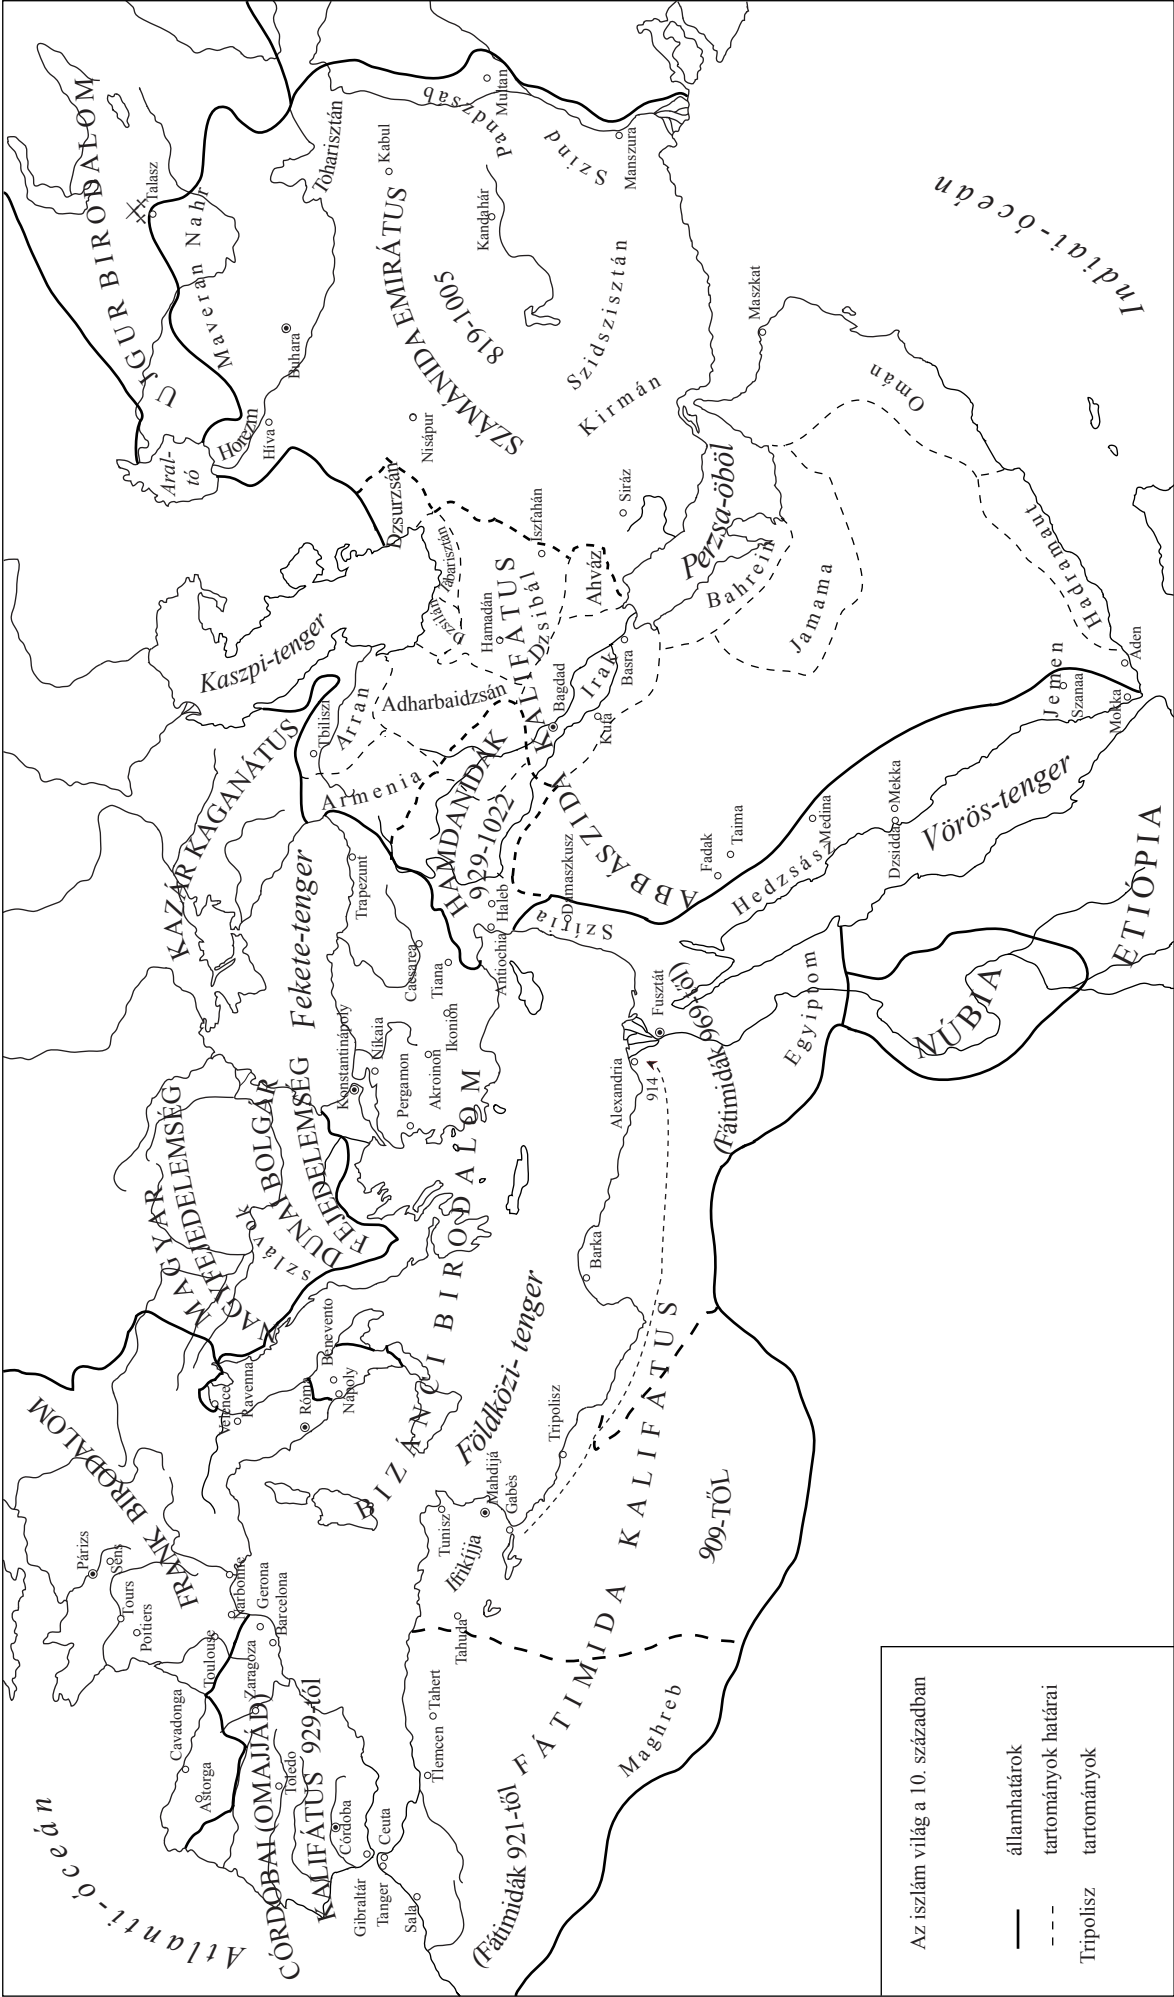 Atlanti-óceán
Cavadonga
Astorga
CÓRDOBAI (OMAJJÁD)
KALIFÁTUS 929-től
Toledo
Zaragoza
Córdoba
Gibraltár
Ceuta
Tanger
Sala
(Fátimidák 921-től
Párizs
Sens
Tours
Poitiers
Toulouse
Narbonne
Gerona
Barcelona
FRANK BIRODALOM
Velence
Ravenna
Róma
Nápoly
Benevento
MAGYAR
NAGYFEJEDELEMSÉG
szlávok
DUNAI BOLGÁR
FEJEDELEMSÉG
BIZÁNCI BIRODALOM
Földközi-tenger
Tlemcen
Tahert
Tahuda
Tunisz
Ifrikijja
Mahdijá
Gabès
Tripolisz
Barka
FÁTIMIDA KALIFÁTUS
909-TŐL
Maghreb
Konstantinápoly
Nikaia
Pergamon
Akroinon
Ikonion
Tiana
Caesarea
Trapezunt
Fekete-tenger
KAZÁR KAGANÁTUS
Antiochia
Haleb
HAMDANIDÁK
929-1022
Damaszkusz
Szíria
Alexandria
914
Fusztát
(Fátimidák 969-től)
Egyiptom
NÚBIA
ETIÓPIA
Vörös-tenger
Hedzsász
Fadak
Taima
Medina
Dzsidda
Mekka
Jemen
Szanaa
Mokka
Aden
Hadramaut
Omán
Maszkat
Jamama
Bahrein
Perzsa-öböl
ABBÁSZIDA KALIFÁTUS
Armenia
Tbiliszi
Arran
Adharbaidzsán
Kaszpi-tenger
Dzsilán
Tabarisztán
Dzsurzsán
Hamadán
Dzsibál
Bagdad
Irak
Kufa
Basra
Ahváz
Iszfahán
Siráz
Nisápur
Kirmán
Szidszisztán
SZÁMÁNIDA EMIRÁTUS
819-1005
Aral-
tó
Horezm
Hiva
Buhara
Maveran Nahr
UJGUR BIRODALOM
Talasz
Toharisztán
Kabul
Kandahár
Pandzsab
Multan
Szind
Manszura
Indiai-óceán
Az iszlám világ a 10. században
államhatárok
tartományok határai
Tripolisz tartományok